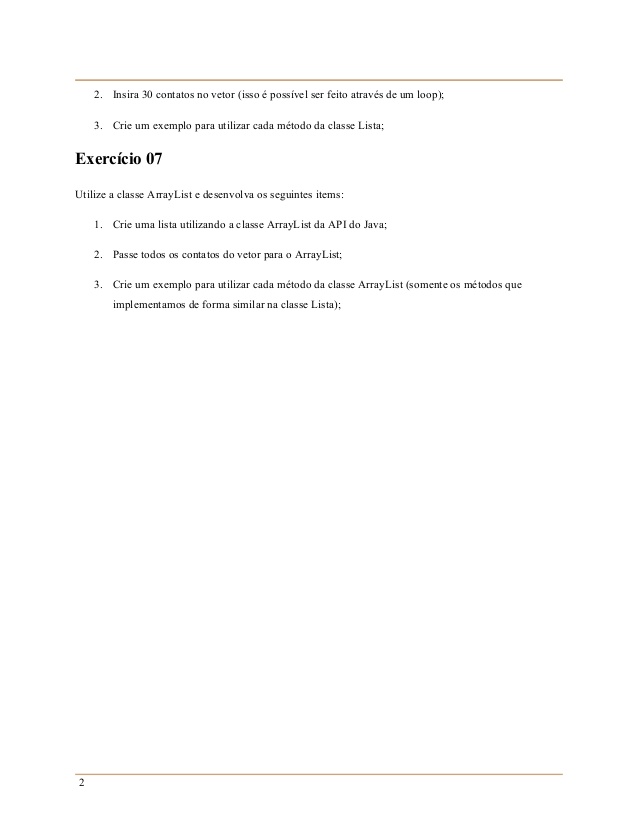 2. Insira 30 contatos no vetor (isso é possível ser feito através de um loop);
3. Crie um exemplo para utilizar cada método da classe Lista;
Exercício 07
Utilize a classe ArrayList e desenvolva os seguintes items:
1. Crie uma lista utilizando a classe ArrayList da API do Java;
2. Passe todos os contatos do vetor para o ArrayList;
3. Crie um exemplo para utilizar cada método da classe ArrayList (somente os métodos que
implementamos de forma similar na classe Lista);
2